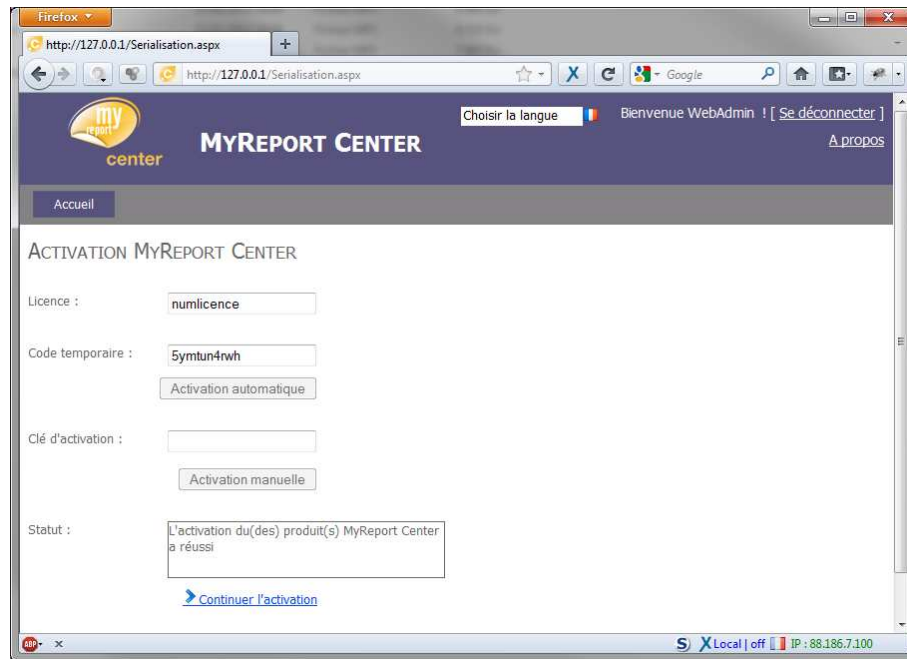 Firefox
http://127.0.0.1/Serialisation.aspx
http://127.0.0.1/Serialisation.aspx
Google
my
report
center
MYREPORT CENTER
Choisir la langue
Bienvenue WebAdmin ! [ Se déconnecter ]
A propos
Accueil
ACTIVATION MYREPORT CENTER
Licence :
numlicence
Code temporaire :
5ymtun4rwh
Activation automatique
Clé d'activation :
Activation manuelle
Statut :
L'activation du(des) produit(s) MyReport Center
a réussi
Continuer l'activation
ABP
Local | off
IP : 88.186.7.100